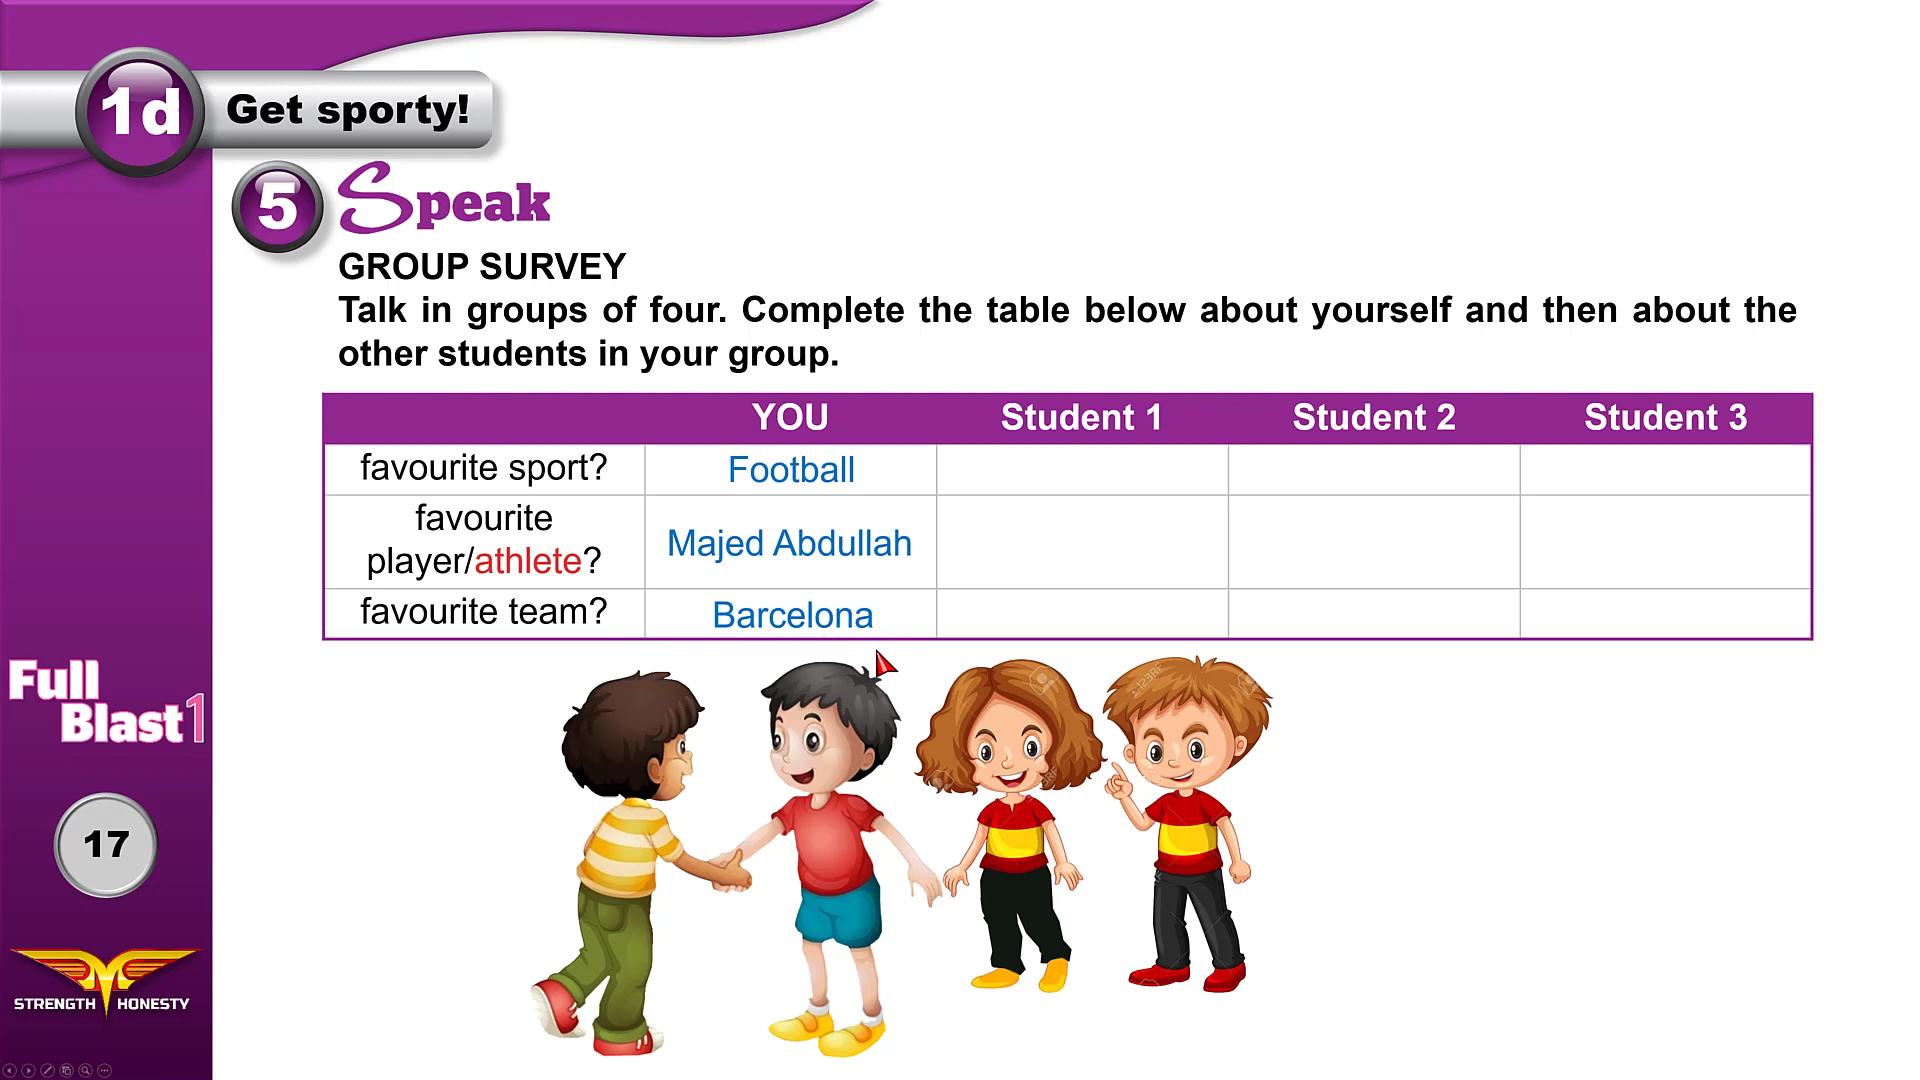 1d Get sporty!
5 Speak
GROUP SURVEY
Talk in groups of four. Complete the table below about yourself and then about the
other students in your group.
YOU Student 1 Student 2 Student 3
favourite sport? Football
favourite
player/athlete? Majed Abdullah
favourite team? Barcelona
Full
Blast 1
17
STRENGTH HONESTY
123RF